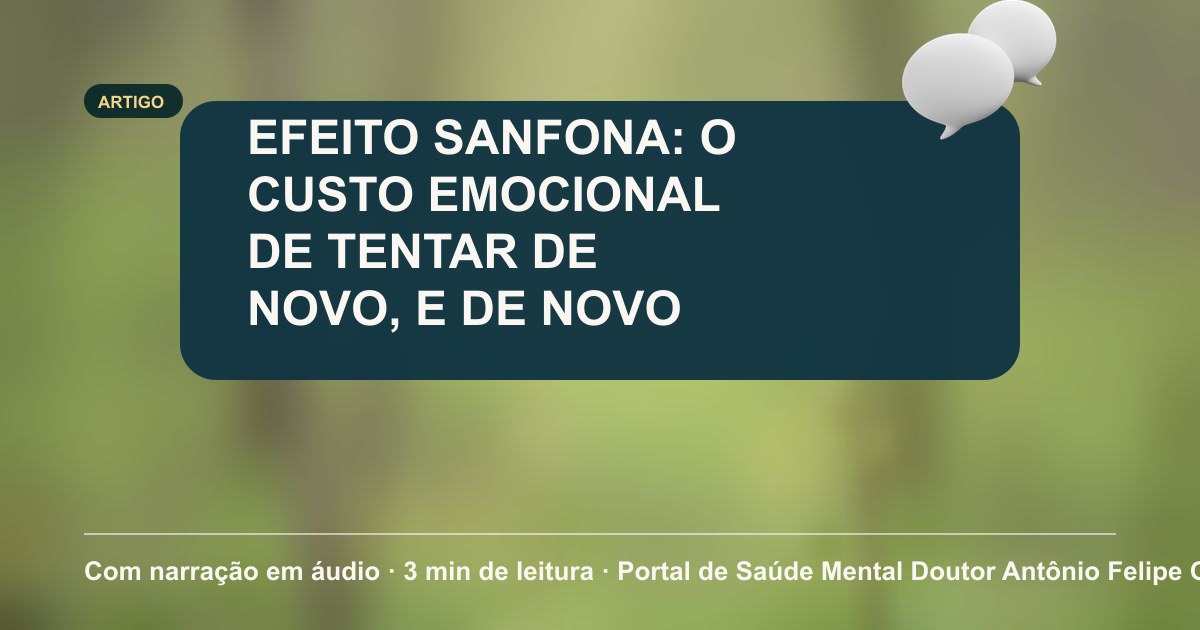 ARTIGO
EFEITO SANFONA: O
CUSTO EMOCIONAL
DE TENTAR DE
NOVO, E DE NOVO
Com narração em áudio · 3 min de leitura · Portal de Saúde Mental Doutor Antônio Felipe